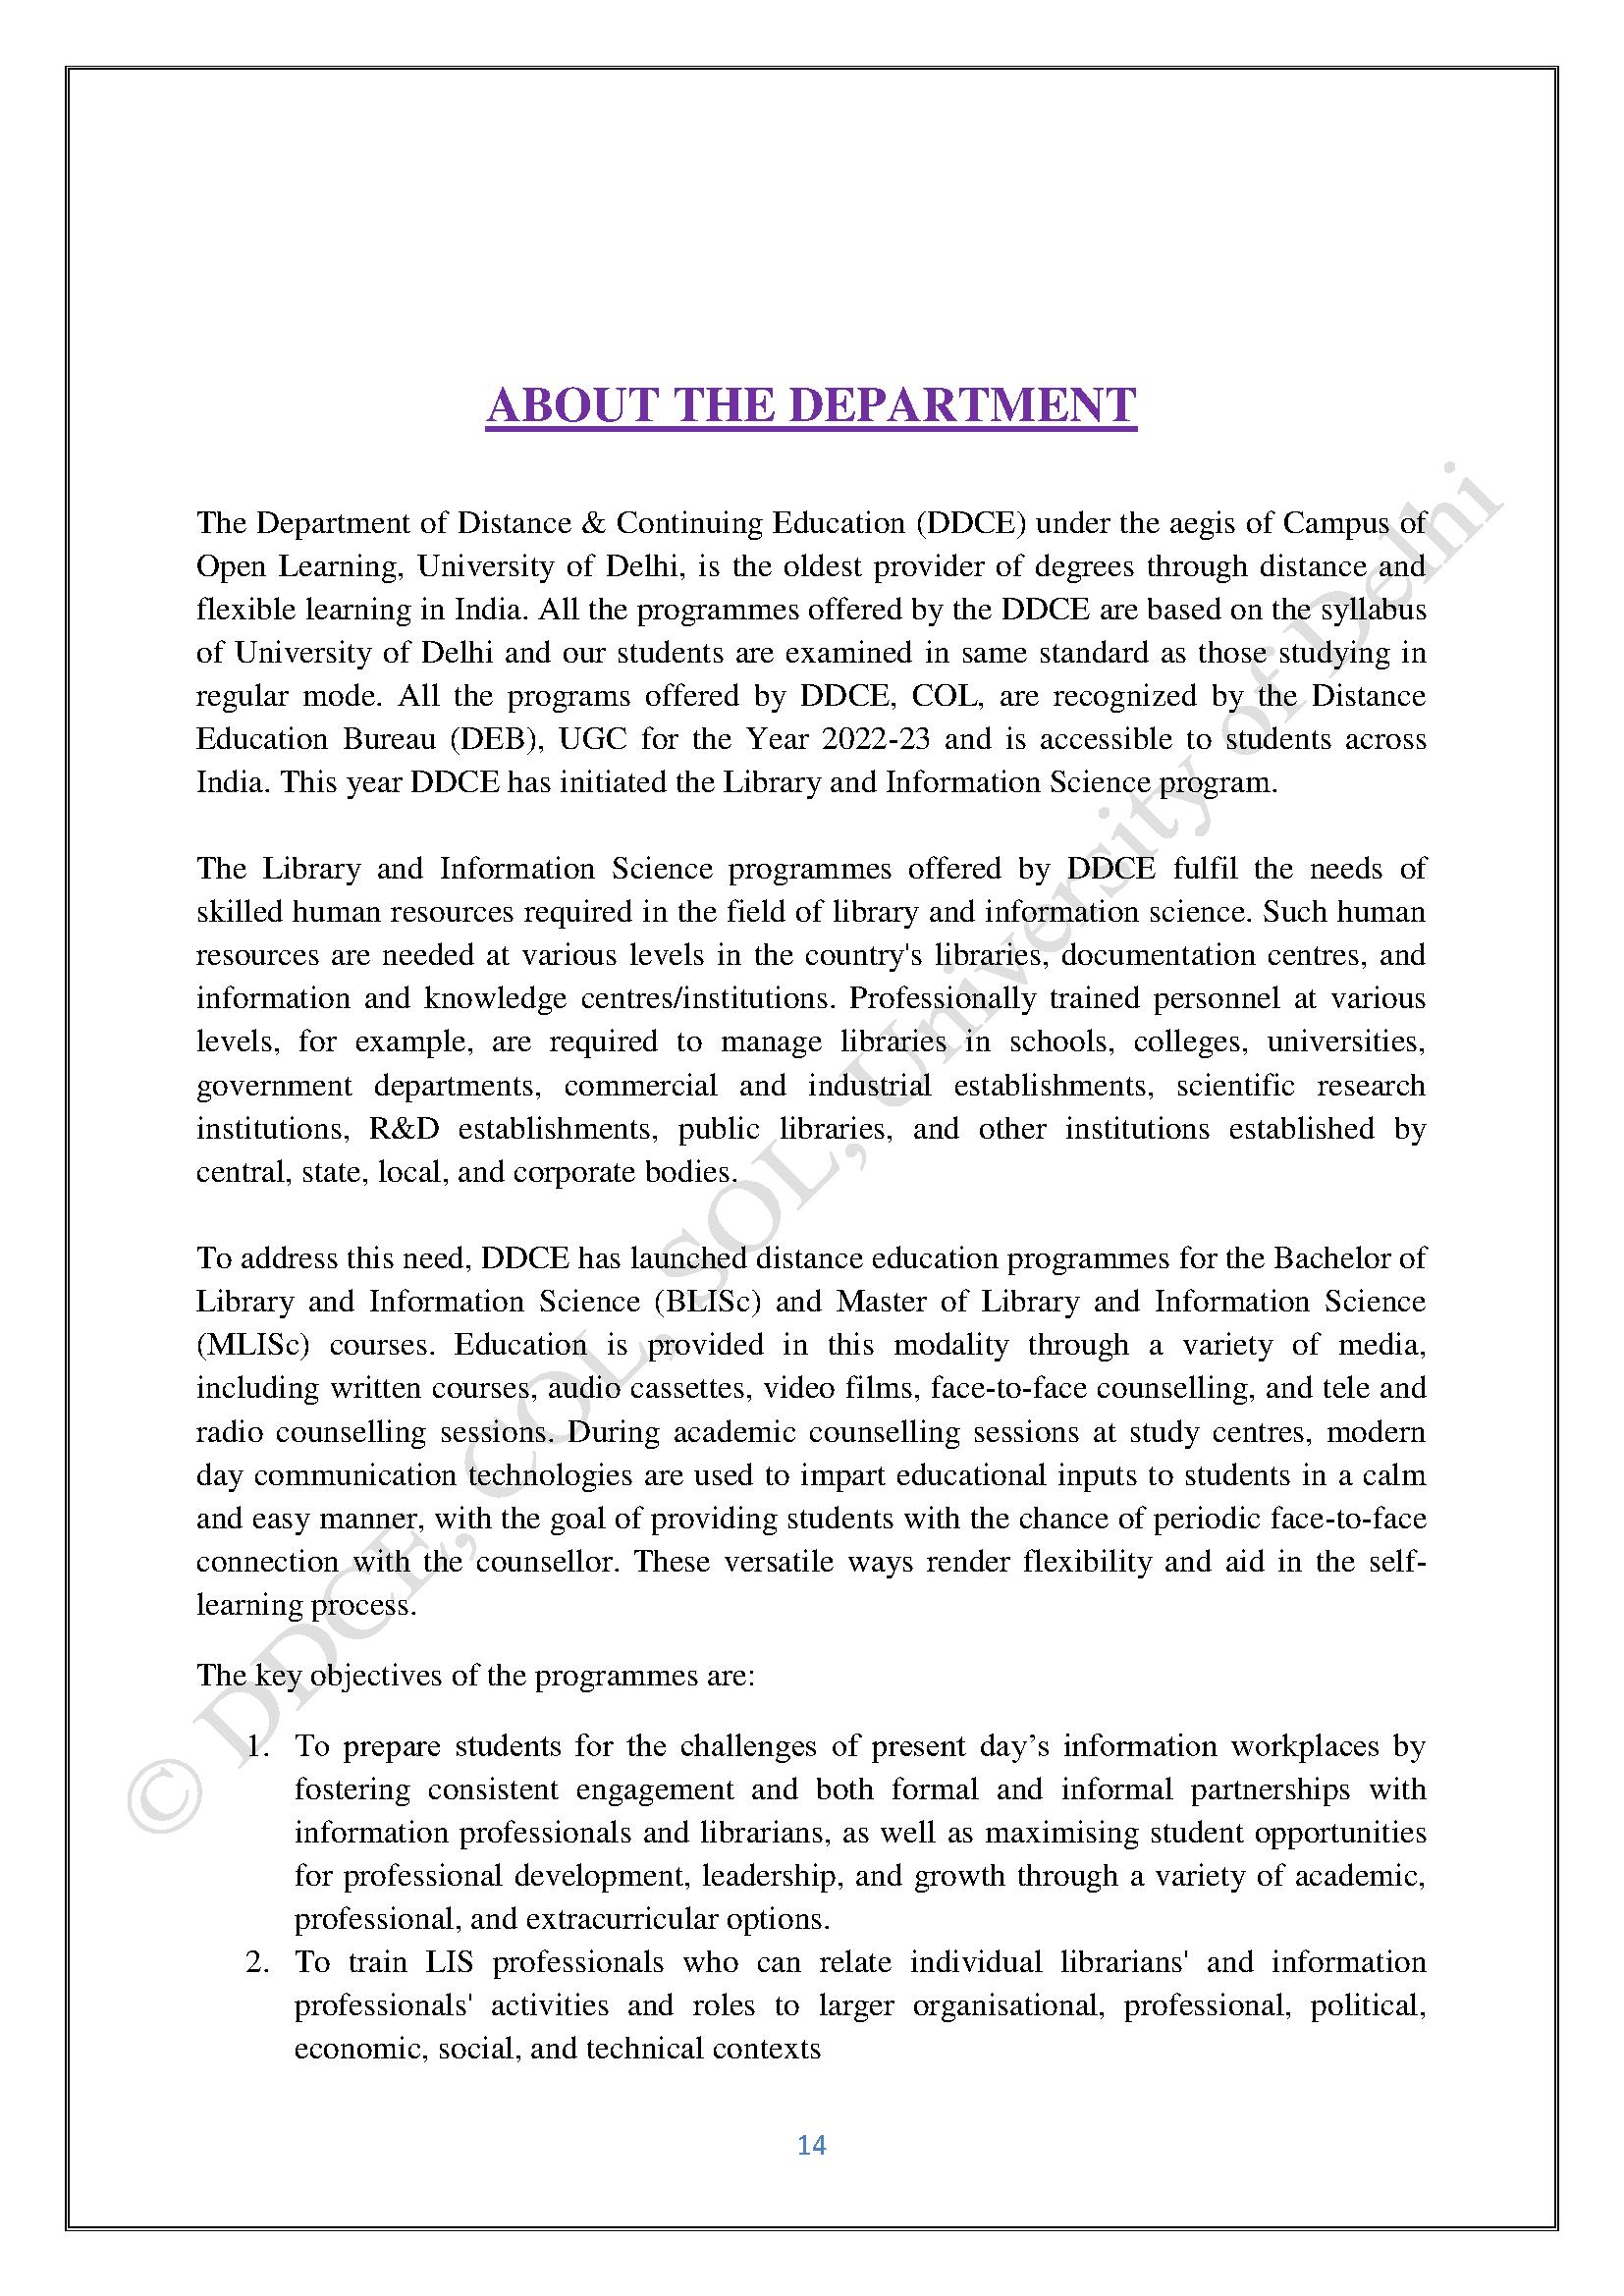 ABOUT THE DEPARTMENT
The Department of Distance & Continuing Education (DDCE) under the aegis of Campus of
Open Learning, University of Delhi, is the oldest provider of degrees through distance and
flexible learning in India. All the programmes offered by the DDCE are based on the syllabus
of University of Delhi and our students are examined in same standard as those studying in
regular mode. All the programs offered by DDCE, COL, are recognized by the Distance
Education Bureau (DEB), UGC for the Year 2022-23 and is accessible to students across
India. This year DDCE has initiated the Library and Information Science program.
The Library and Information Science programmes offered by DDCE fulfil the needs of
skilled human resources required in the field of library and information science. Such human
resources are needed at various levels in the country's libraries, documentation centres, and
information and knowledge centres/institutions. Professionally trained personnel at various
levels, for example, are required to manage libraries in schools, colleges, universities,
government departments, commercial and industrial establishments, scientific research
institutions, R&D establishments, public libraries, and other institutions established by
central, state, local, and corporate bodies.
To address this need, DDCE has launched distance education programmes for the Bachelor of
Library and Information Science (BLISc) and Master of Library and Information Science
(MLISc) courses. Education is provided in this modality through a variety of media,
including written courses, audio cassettes, video films, face-to-face counselling, and tele and
radio counselling sessions. During academic counselling sessions at study centres, modern
day communication technologies are used to impart educational inputs to students in a calm
and easy manner, with the goal of providing students with the chance of periodic face-to-face
connection with the counsellor. These versatile ways render flexibility and aid in the self-
learning process.
The key objectives of the programmes are:
1. To prepare students for the challenges of present day’s information workplaces by
fostering consistent engagement and both formal and informal partnerships with
information professionals and librarians, as well as maximising student opportunities
for professional development, leadership, and growth through a variety of academic,
professional, and extracurricular options.
2. To train LIS professionals who can relate individual librarians' and information
professionals' activities and roles to larger organisational, professional, political,
economic, social, and technical contexts
14
© DDCE, COL, SOL, University of Delhi